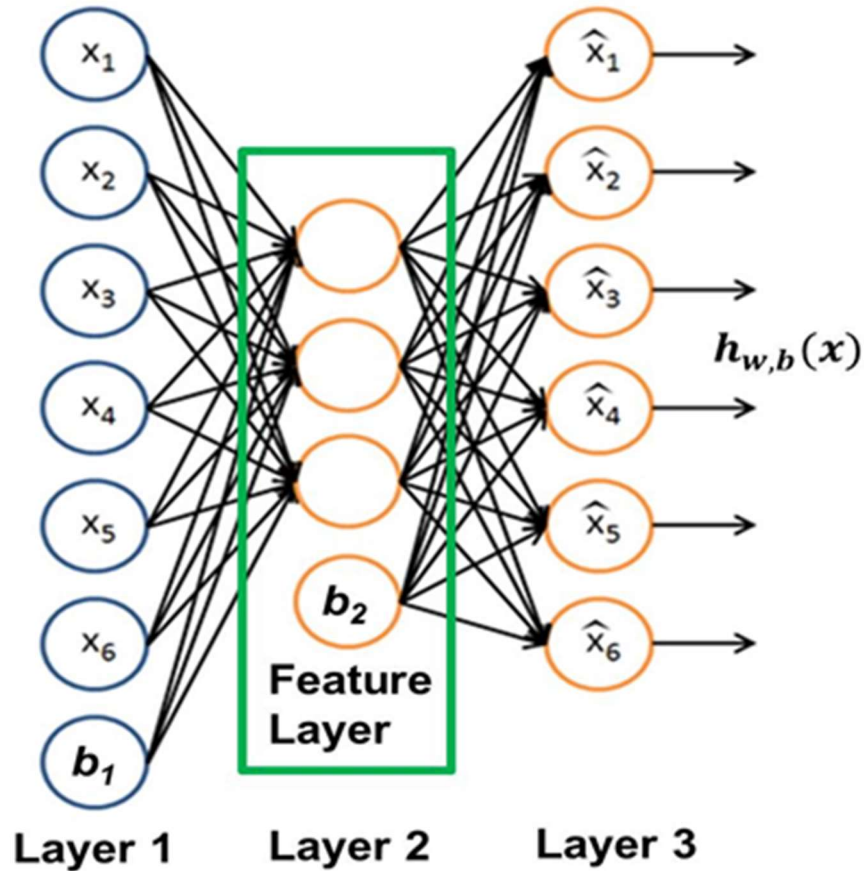 x₁
x₂
x₃
x₄
x₅
x₆
b₁
b₂
Feature
Layer
x̂₁
x̂₂
x̂₃
x̂₄
x̂₅
x̂₆
h_{w,b}(x)
Layer 1
Layer 2
Layer 3